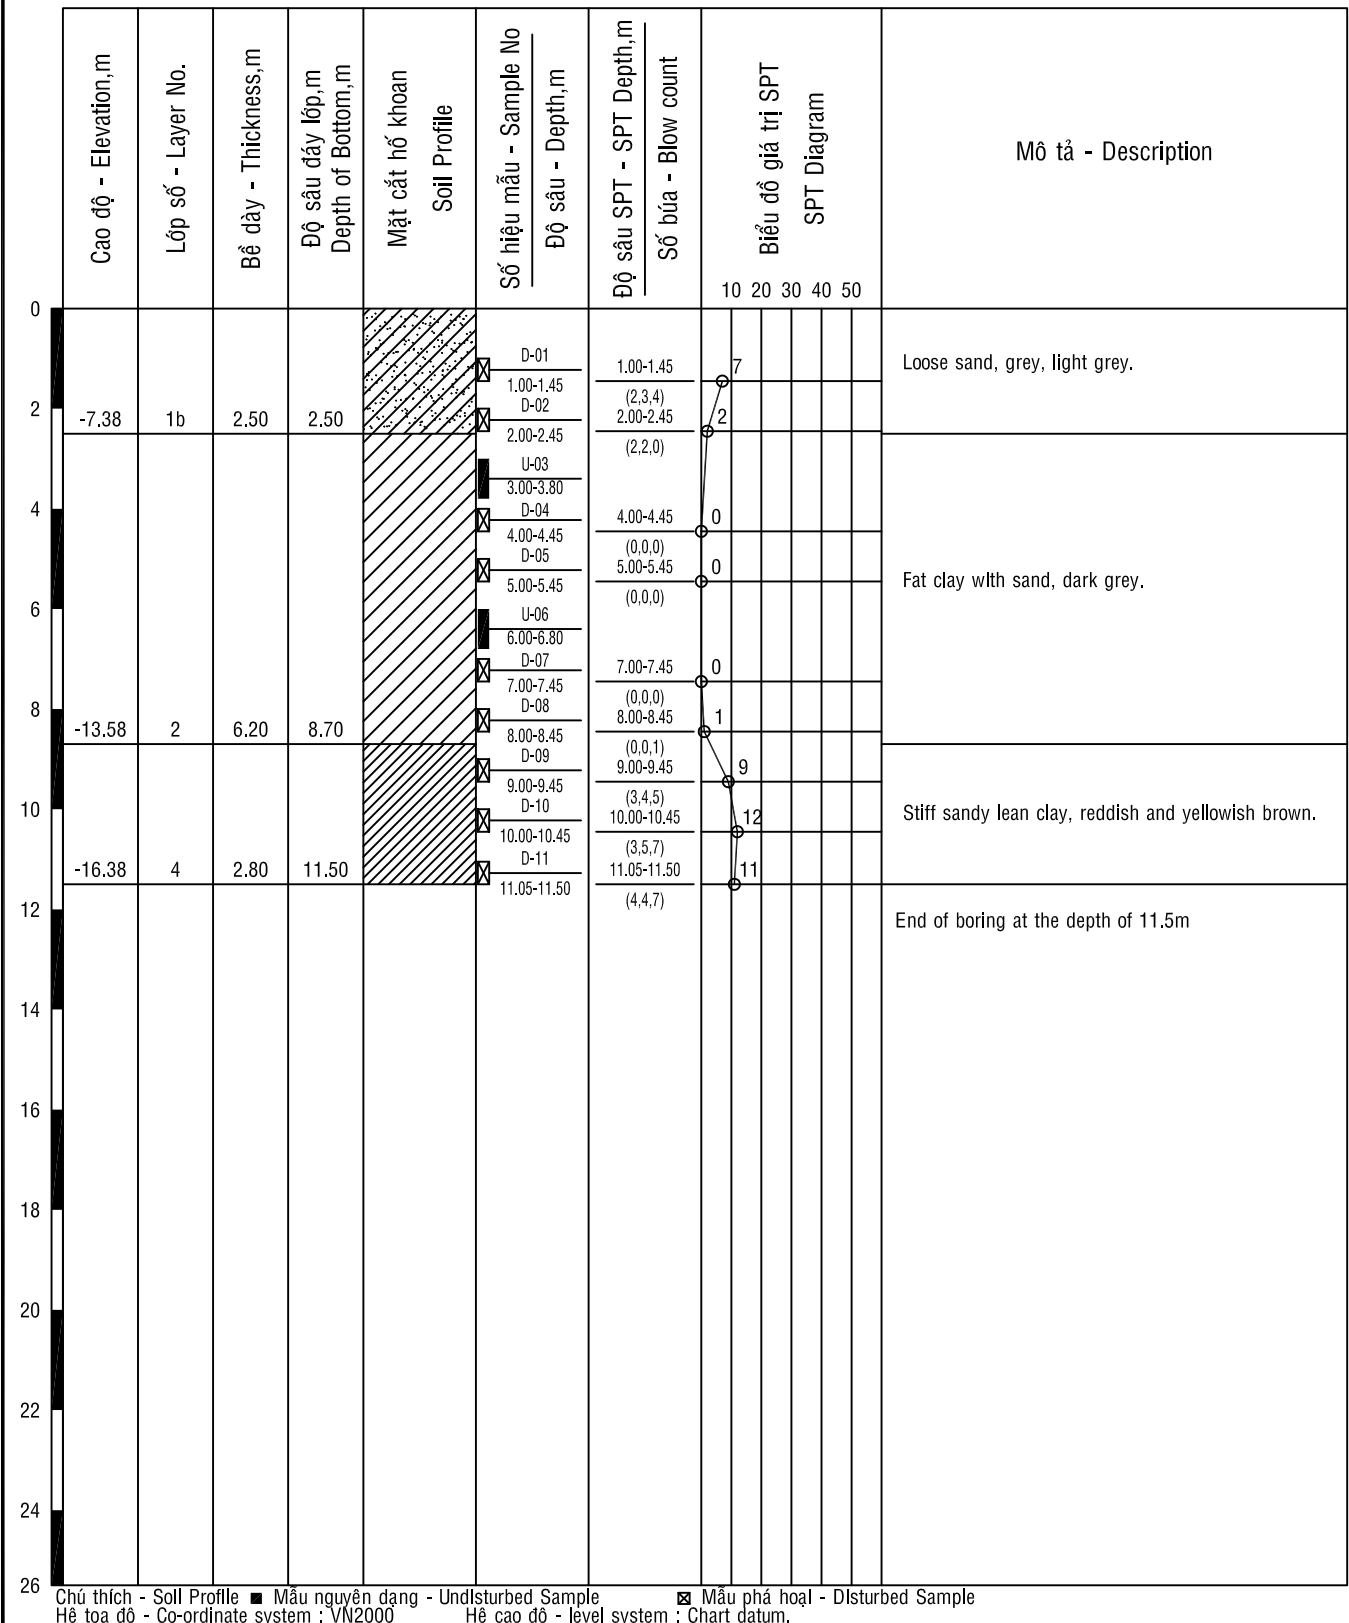 Cao độ - Elevation,m
Lớp số - Layer No.
Bề dày - Thickness,m
Độ sâu đáy lớp,m
Depth of Bottom,m
Mặt cắt hố khoan
Soil Profile
Số hiệu mẫu - Sample No
Độ sâu - Depth,m
Độ sâu SPT - SPT Depth,m
Số búa - Blow count
Biểu đồ giá trị SPT
SPT Diagram
10 20 30 40 50
Mô tả - Description
0
D-01
1.00-1.45
1.00-1.45
(2,3,4)
7
Loose sand, grey, light grey.
2
-7.38 1b 2.50 2.50
D-02
2.00-2.45
2.00-2.45
(2,2,0)
2
U-03
3.00-3.80
4
D-04
4.00-4.45
4.00-4.45
(0,0,0)
0
D-05
5.00-5.45
5.00-5.45
(0,0,0)
0
Fat clay with sand, dark grey.
6
U-06
6.00-6.80
D-07
7.00-7.45
7.00-7.45
(0,0,0)
0
8
-13.58 2 6.20 8.70
D-08
8.00-8.45
8.00-8.45
(0,0,1)
1
D-09
9.00-9.45
9.00-9.45
(3,4,5)
9
10
D-10
10.00-10.45
10.00-10.45
(3,5,7)
12
Stiff sandy lean clay, reddish and yellowish brown.
-16.38 4 2.80 11.50
D-11
11.05-11.50
11.05-11.50
(4,4,7)
11
12
End of boring at the depth of 11.5m
14
16
18
20
22
24
26
Chú thích - Soil Profile Mẫu nguyên dạng - Undisturbed Sample Mẫu phá hoại - Disturbed Sample
Hệ tọa độ - Co-ordinate system : VN2000 Hệ cao độ - level system : Chart datum.